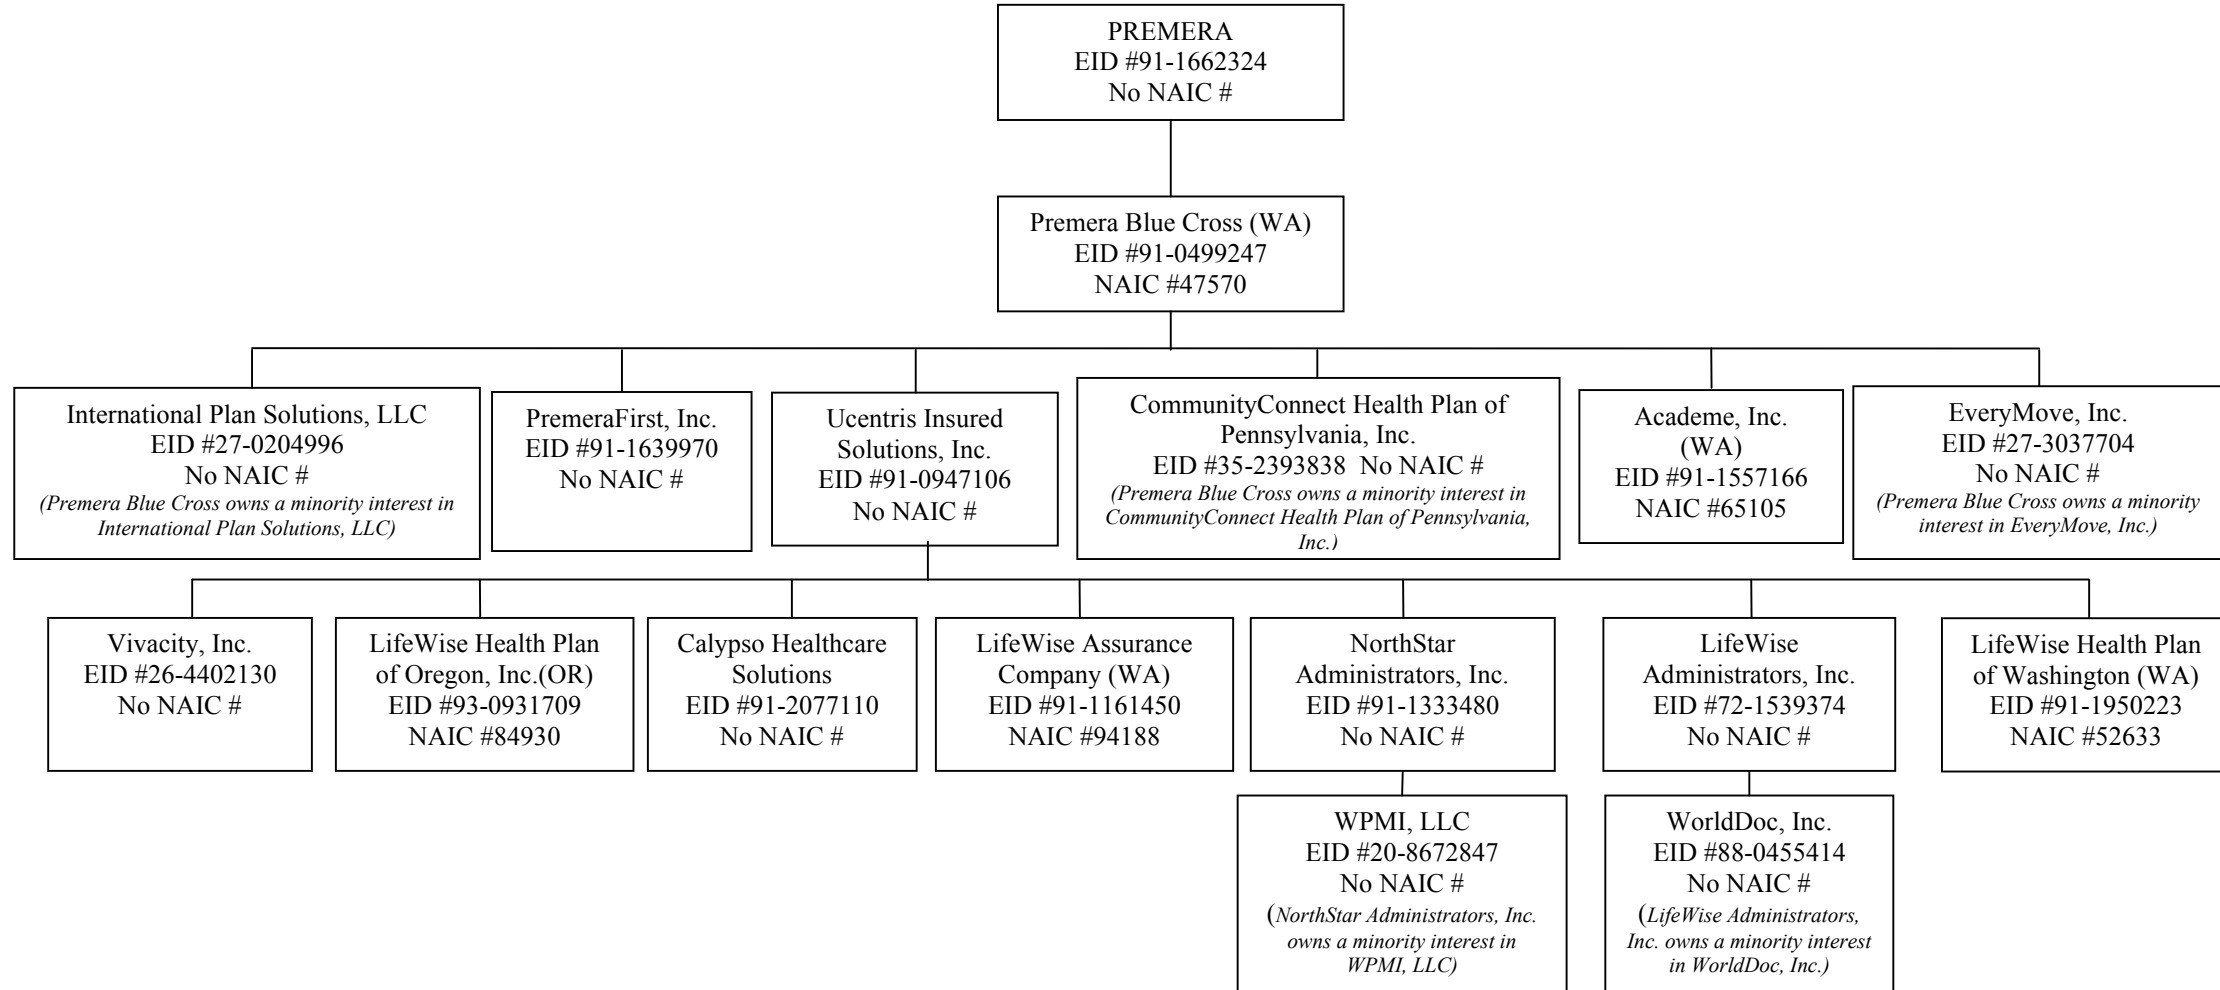 PREMERA
EID #91-1662324
No NAIC #
Premera Blue Cross (WA)
EID #91-0499247
NAIC #47570
International Plan Solutions, LLC
EID #27-0204996
No NAIC #
(Premera Blue Cross owns a minority interest in
International Plan Solutions, LLC)
PremeraFirst, Inc.
EID #91-1639970
No NAIC #
Ucentris Insured
Solutions, Inc.
EID #91-0947106
No NAIC #
CommunityConnect Health Plan of
Pennsylvania, Inc.
EID #35-2393838  No NAIC #
(Premera Blue Cross owns a minority interest in
CommunityConnect Health Plan of Pennsylvania,
Inc.)
Academe, Inc.
(WA)
EID #91-1557166
NAIC #65105
EveryMove, Inc.
EID #27-3037704
No NAIC #
(Premera Blue Cross owns a minority
interest in EveryMove, Inc.)
Vivacity, Inc.
EID #26-4402130
No NAIC #
LifeWise Health Plan
of Oregon, Inc.(OR)
EID #93-0931709
NAIC #84930
Calypso Healthcare
Solutions
EID #91-2077110
No NAIC #
LifeWise Assurance
Company (WA)
EID #91-1161450
NAIC #94188
NorthStar
Administrators, Inc.
EID #91-1333480
No NAIC #
LifeWise
Administrators, Inc.
EID #72-1539374
No NAIC #
LifeWise Health Plan
of Washington (WA)
EID #91-1950223
NAIC #52633
WPMI, LLC
EID #20-8672847
No NAIC #
(NorthStar Administrators, Inc.
owns a minority interest in
WPMI, LLC)
WorldDoc, Inc.
EID #88-0455414
No NAIC #
(LifeWise Administrators,
Inc. owns a minority interest
in WorldDoc, Inc.)